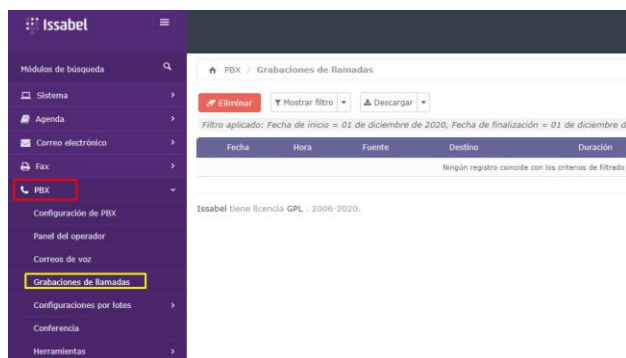 Issabel
Módulos de búsqueda
Sistema
Agenda
Correo electrónico
Fax
PBX
Configuración de PBX
Panel del operador
Correos de voz
Grabaciones de llamadas
Configuraciones por lotes
Conferencia
Herramientas
PBX / Grabaciones de llamadas
Eliminar Mostrar filtro Descargar
Filtro aplicado: Fecha de inicio = 01 de diciembre de 2020, Fecha de finalización = 01 de diciembre d
Fecha Hora Fuente Destino Duración
Ningún registro coincide con los criterios de filtrado
Issabel tiene licencia GPL . 2006-2020.